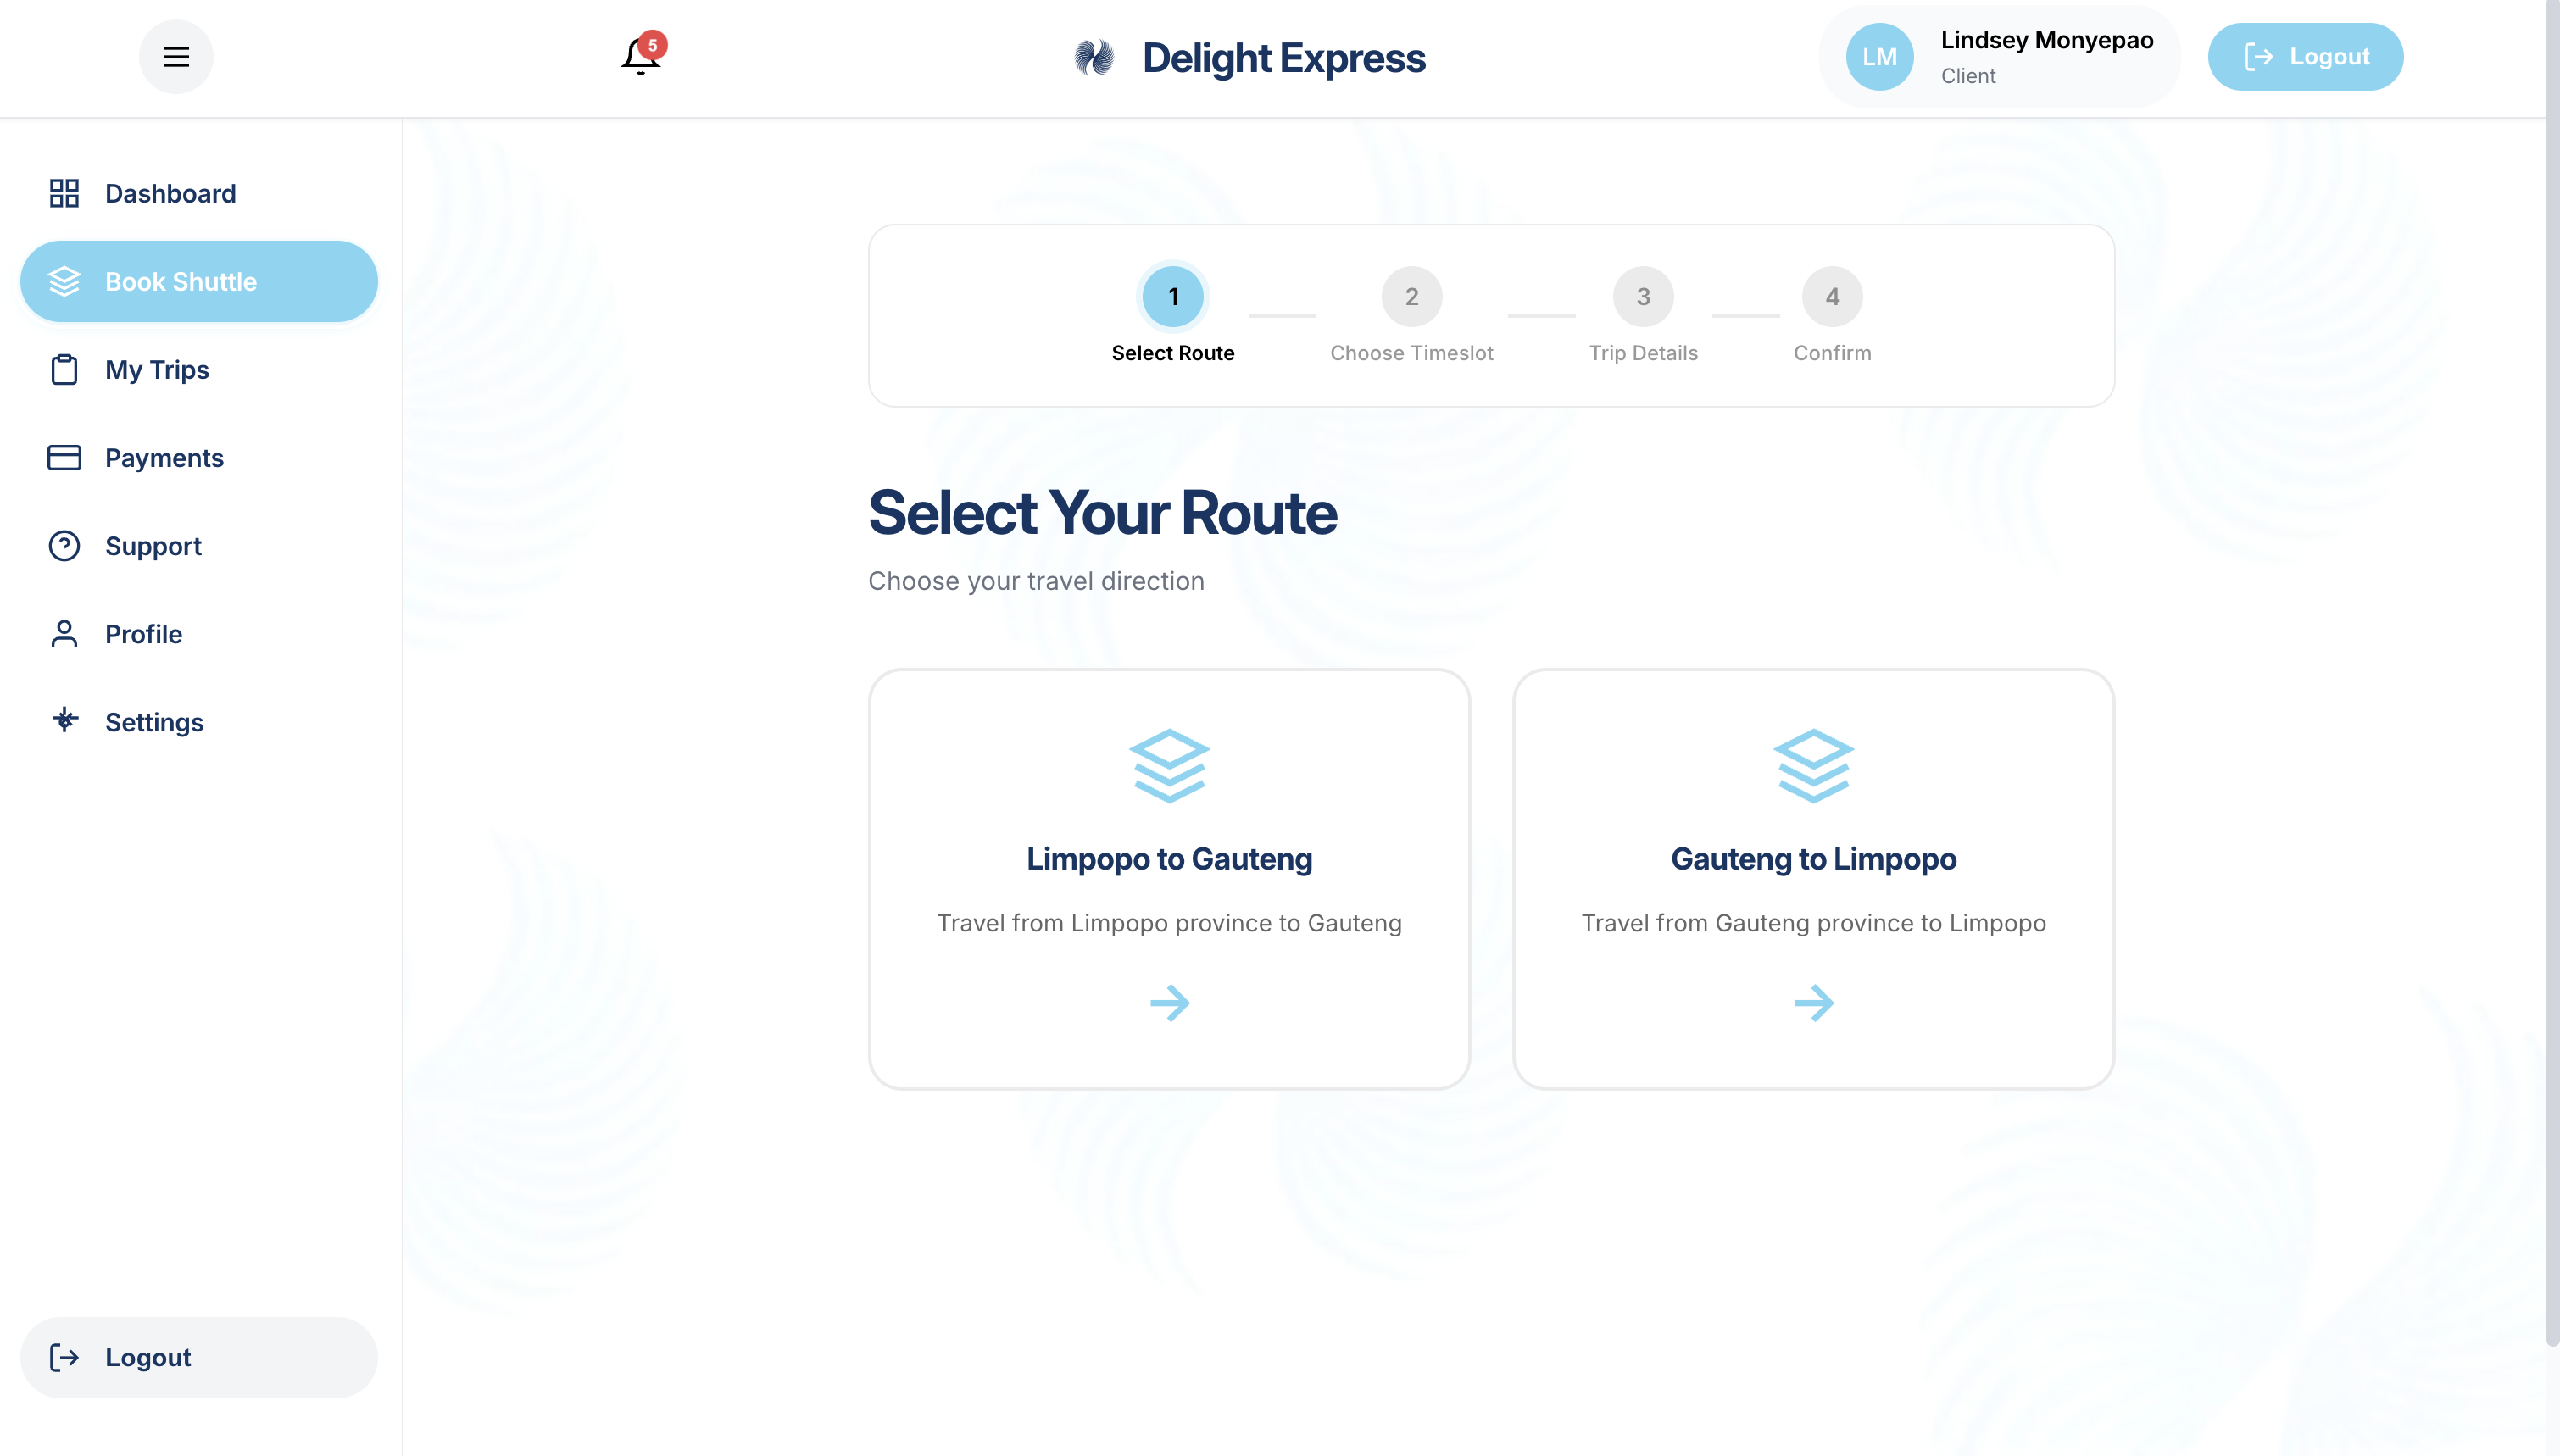 5
Delight Express
LM
Lindsey Monyepao
Client
Logout
Dashboard
Book Shuttle
My Trips
Payments
Support
Profile
Settings
Logout
1
Select Route
2
Choose Timeslot
3
Trip Details
4
Confirm
Select Your Route
Choose your travel direction
Limpopo to Gauteng
Travel from Limpopo province to Gauteng
Gauteng to Limpopo
Travel from Gauteng province to Limpopo